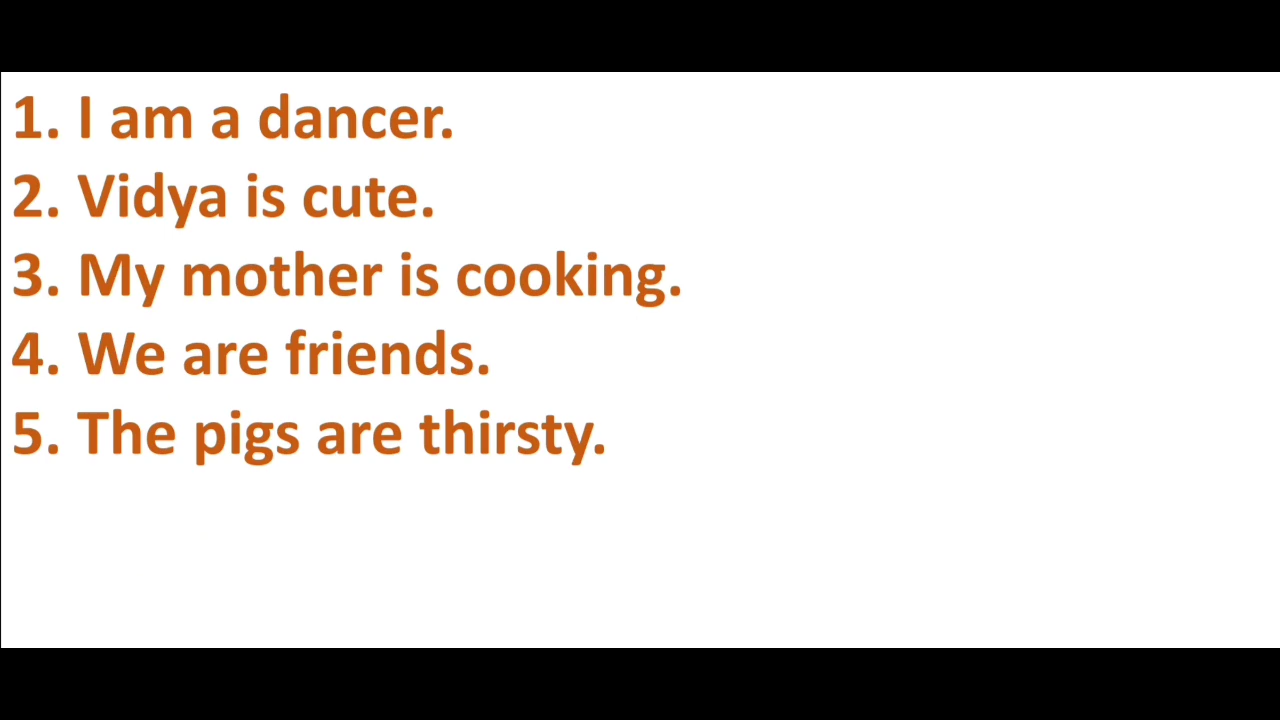 1. I am a dancer.
2. Vidya is cute.
3. My mother is cooking.
4. We are friends.
5. The pigs are thirsty.